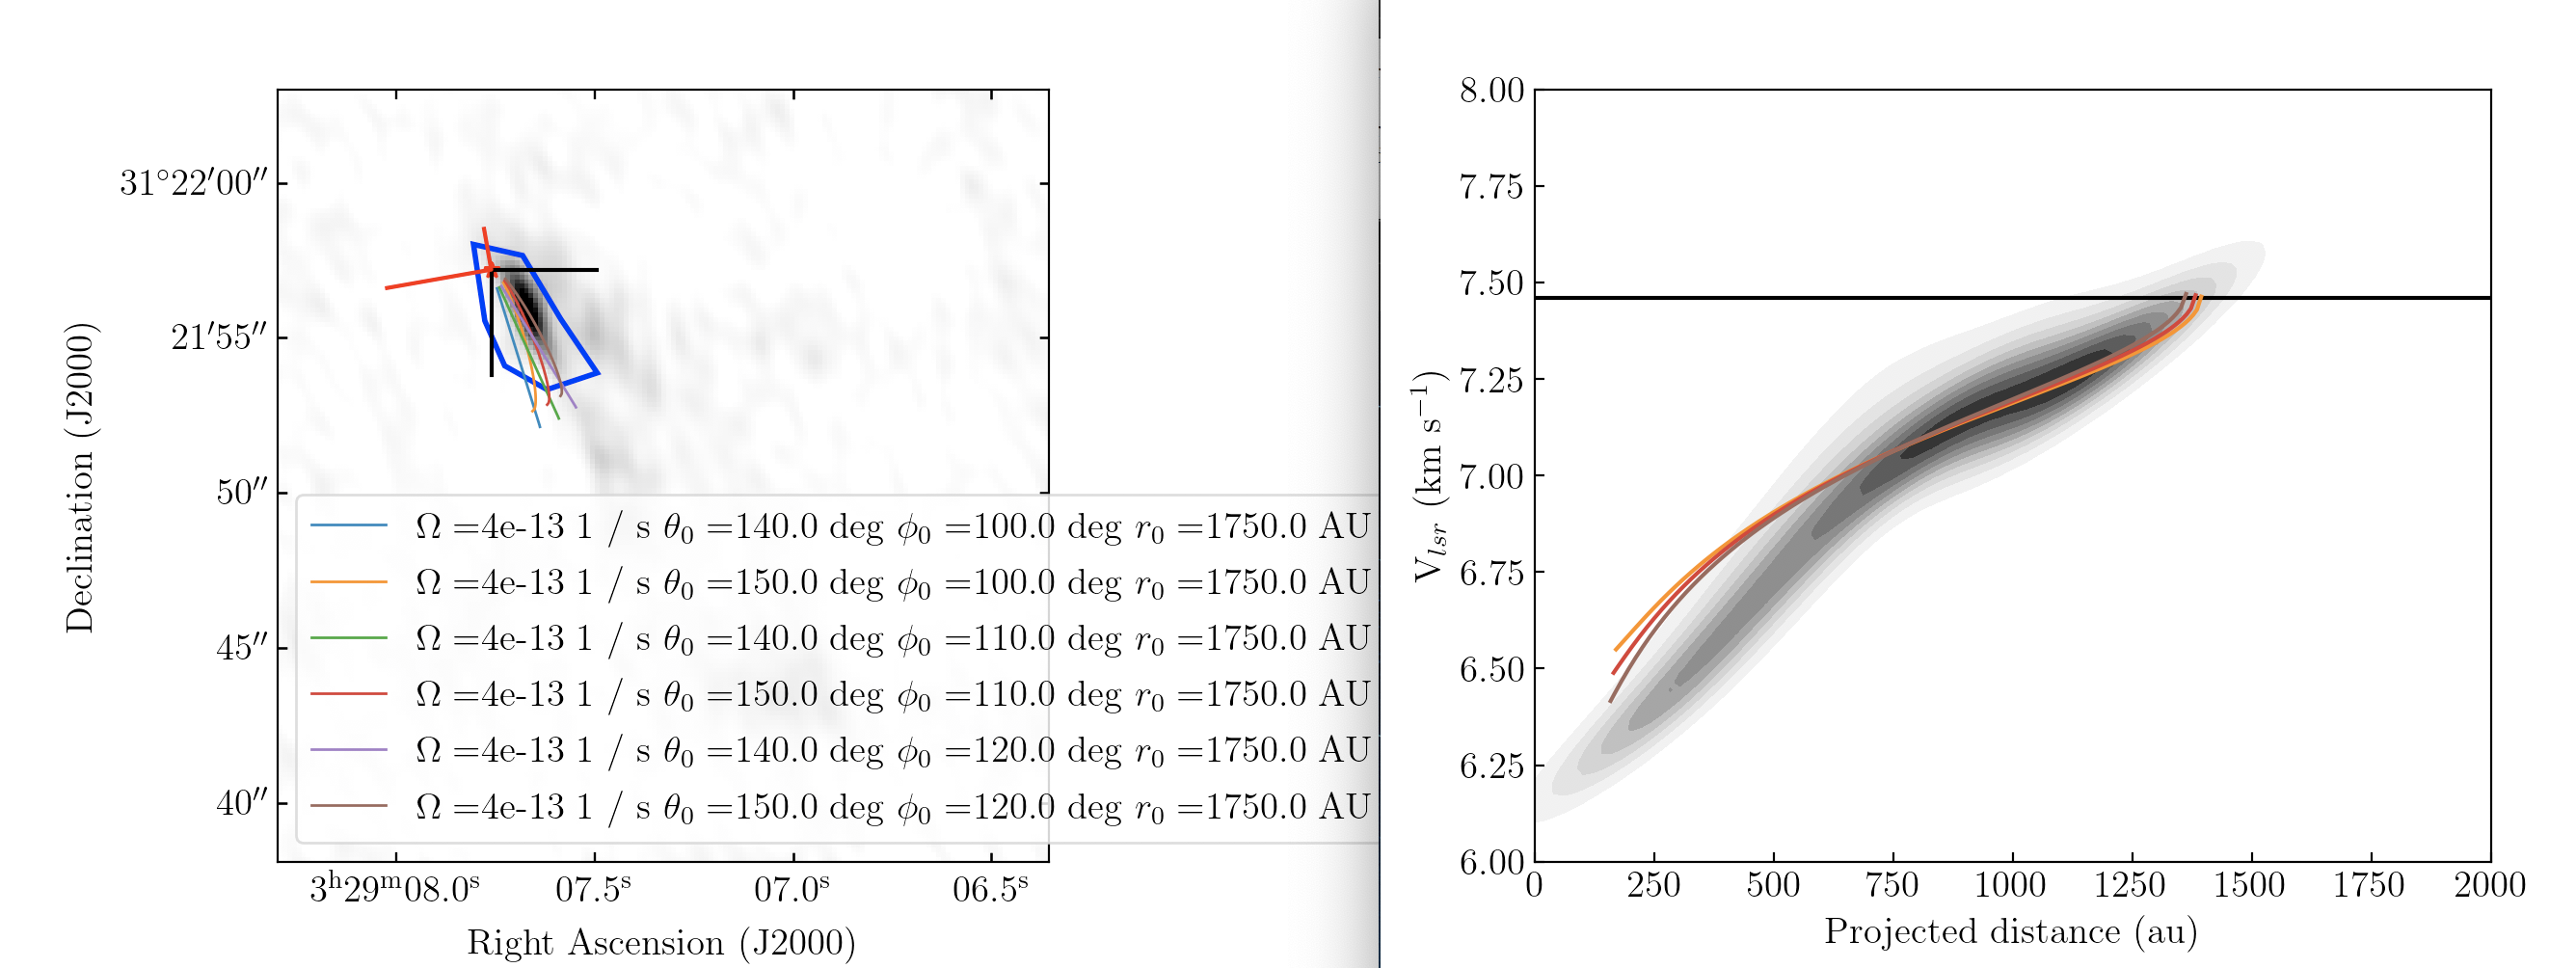 31°22′00″
21′55″
50″
45″
40″
Declination (J2000)
Ω =4e-13 1 / s θ₀ =140.0 deg ϕ₀ =100.0 deg r₀ =1750.0 AU
Ω =4e-13 1 / s θ₀ =150.0 deg ϕ₀ =100.0 deg r₀ =1750.0 AU
Ω =4e-13 1 / s θ₀ =140.0 deg ϕ₀ =110.0 deg r₀ =1750.0 AU
Ω =4e-13 1 / s θ₀ =150.0 deg ϕ₀ =110.0 deg r₀ =1750.0 AU
Ω =4e-13 1 / s θ₀ =140.0 deg ϕ₀ =120.0 deg r₀ =1750.0 AU
Ω =4e-13 1 / s θ₀ =150.0 deg ϕ₀ =120.0 deg r₀ =1750.0 AU
3ʰ29ᵐ08.0ˢ 07.5ˢ 07.0ˢ 06.5ˢ
Right Ascension (J2000)
8.00
7.75
7.50
7.25
7.00
6.75
6.50
6.25
6.00
V_lsr (km s⁻¹)
0 250 500 750 1000 1250 1500 1750 2000
Projected distance (au)